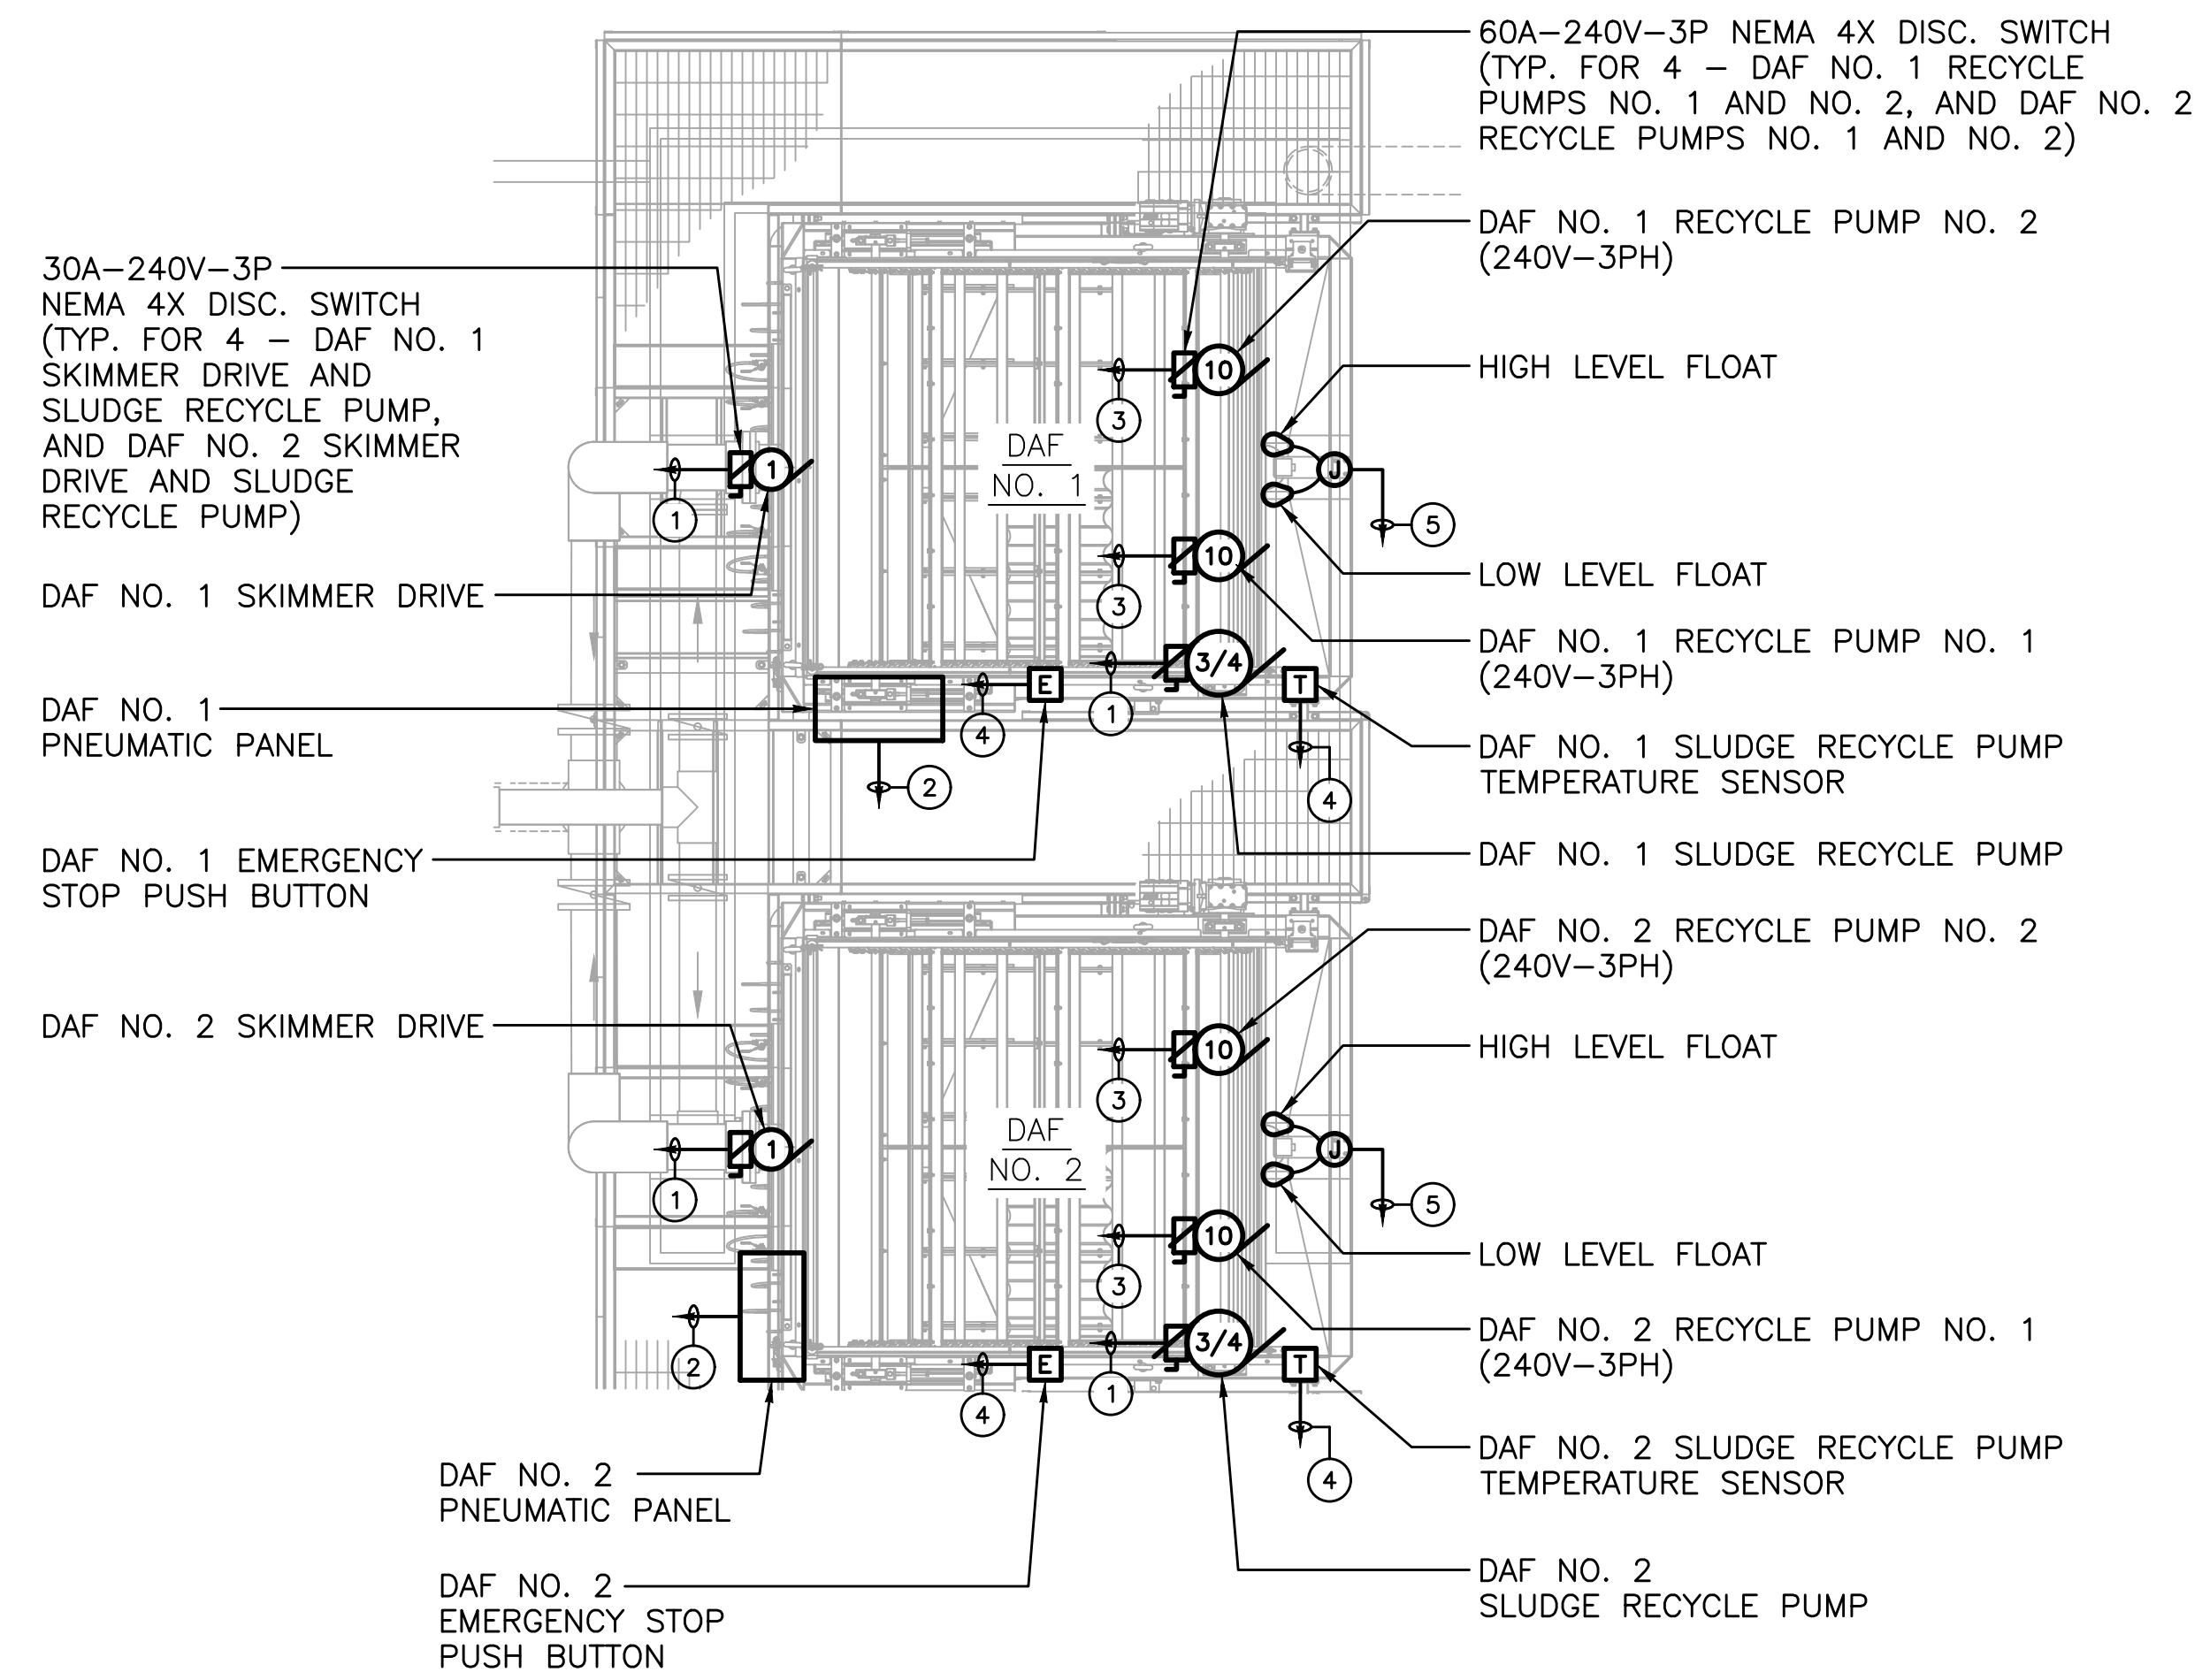 60A-240V-3P NEMA 4X DISC. SWITCH
(TYP. FOR 4 - DAF NO. 1 RECYCLE
PUMPS NO. 1 AND NO. 2, AND DAF NO. 2
RECYCLE PUMPS NO. 1 AND NO. 2)
DAF NO. 1 RECYCLE PUMP NO. 2
(240V-3PH)
30A-240V-3P
NEMA 4X DISC. SWITCH
(TYP. FOR 4 - DAF NO. 1
SKIMMER DRIVE AND
SLUDGE RECYCLE PUMP,
AND DAF NO. 2 SKIMMER
DRIVE AND SLUDGE
RECYCLE PUMP)
HIGH LEVEL FLOAT
10
3
DAF
NO. 1
1
J
1
5
10
3
LOW LEVEL FLOAT
DAF NO. 1 SKIMMER DRIVE
DAF NO. 1 RECYCLE PUMP NO. 1
(240V-3PH)
3/4
E
T
1
4
DAF NO. 1
PNEUMATIC PANEL
2
4
DAF NO. 1 SLUDGE RECYCLE PUMP
TEMPERATURE SENSOR
DAF NO. 1 EMERGENCY
STOP PUSH BUTTON
DAF NO. 1 SLUDGE RECYCLE PUMP
DAF NO. 2 RECYCLE PUMP NO. 2
(240V-3PH)
DAF NO. 2 SKIMMER DRIVE
HIGH LEVEL FLOAT
10
3
DAF
NO. 2
1
J
1
5
10
3
LOW LEVEL FLOAT
DAF NO. 2 RECYCLE PUMP NO. 1
(240V-3PH)
3/4
E
T
2
1
4
4
DAF NO. 2 SLUDGE RECYCLE PUMP
TEMPERATURE SENSOR
DAF NO. 2
PNEUMATIC PANEL
DAF NO. 2
SLUDGE RECYCLE PUMP
DAF NO. 2
EMERGENCY STOP
PUSH BUTTON